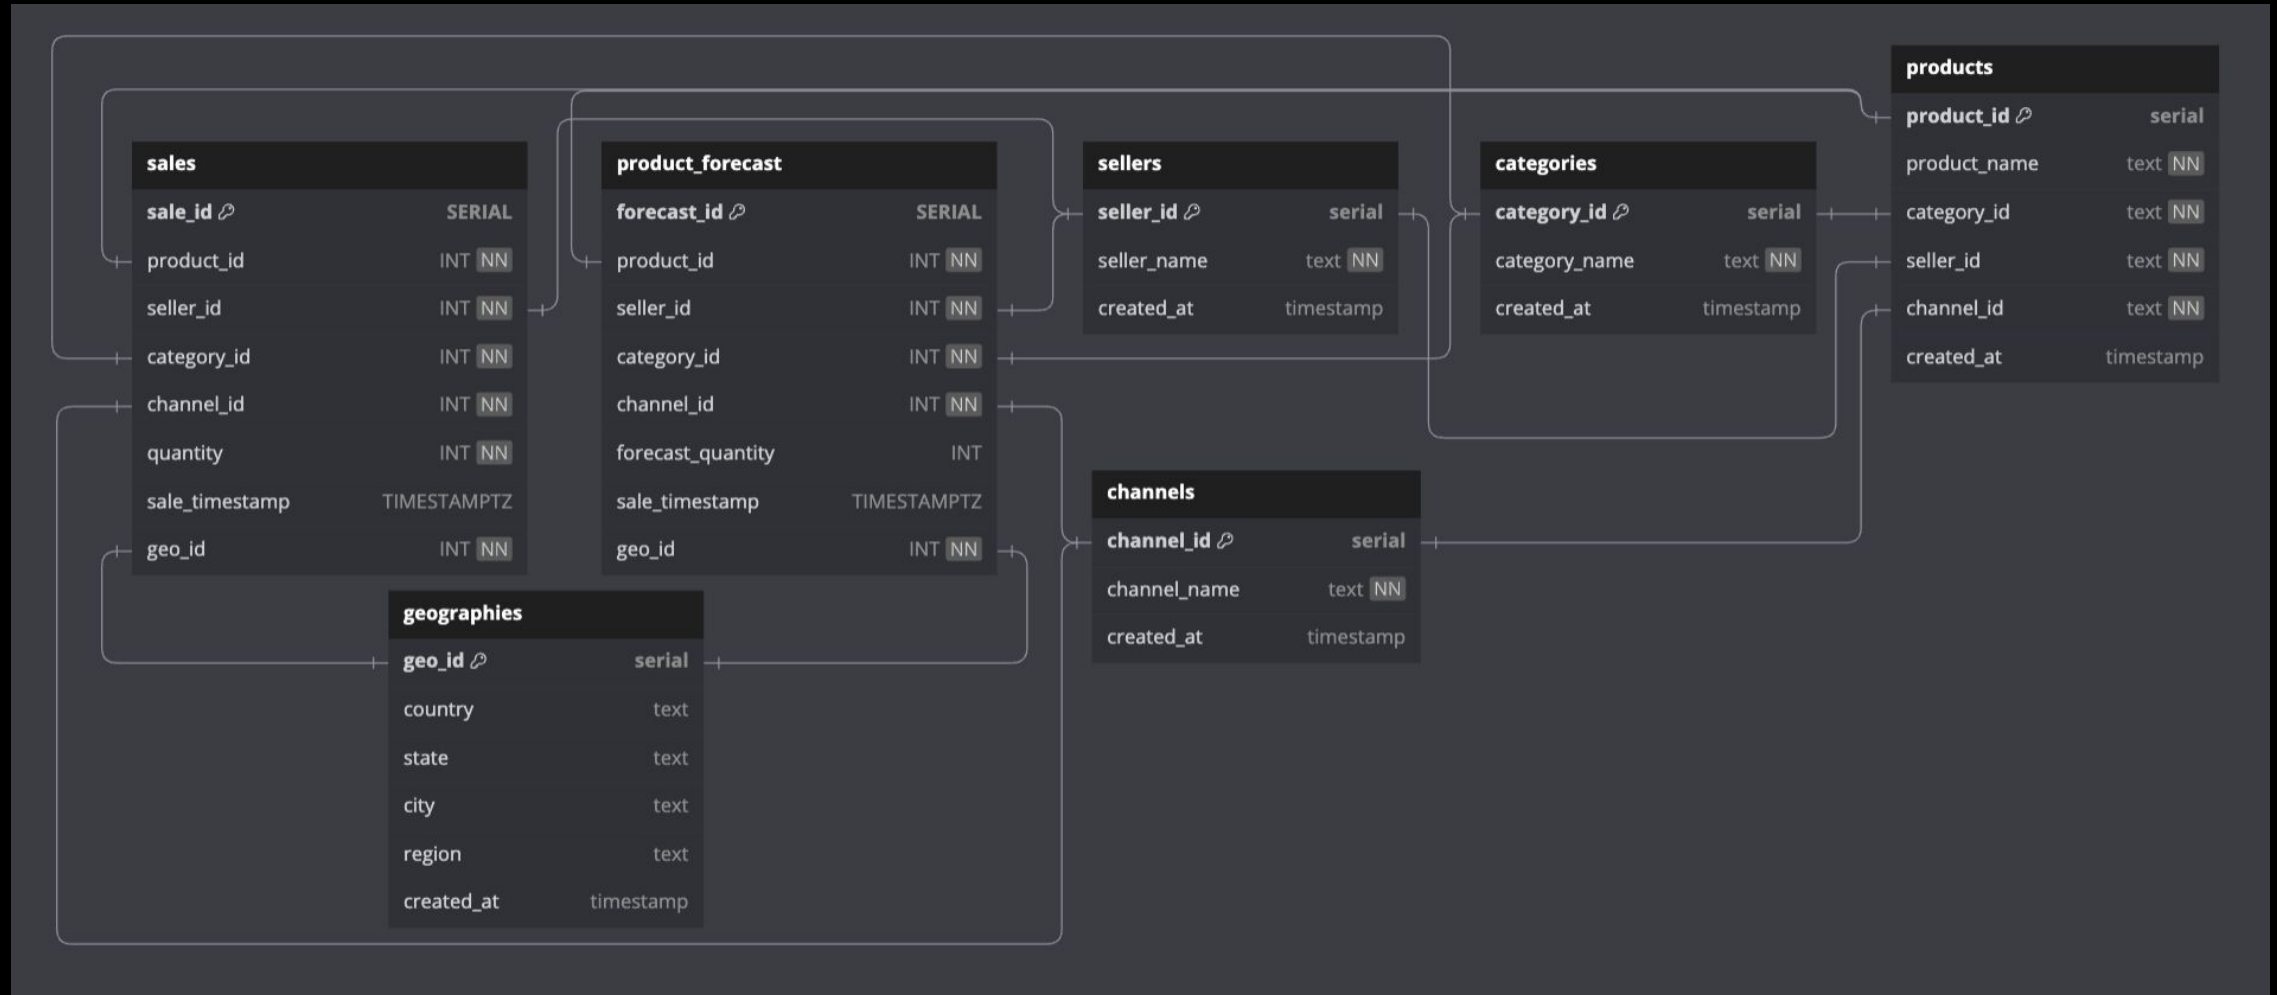 sales
sale_id SERIAL
product_id INT NN
seller_id INT NN
category_id INT NN
channel_id INT NN
quantity INT NN
sale_timestamp TIMESTAMPTZ
geo_id INT NN
product_forecast
forecast_id SERIAL
product_id INT NN
seller_id INT NN
category_id INT NN
channel_id INT NN
forecast_quantity INT
sale_timestamp TIMESTAMPTZ
geo_id INT NN
sellers
seller_id serial
seller_name text NN
created_at timestamp
categories
category_id serial
category_name text NN
created_at timestamp
products
product_id serial
product_name text NN
category_id text NN
seller_id text NN
channel_id text NN
created_at timestamp
channels
channel_id serial
channel_name text NN
created_at timestamp
geographies
geo_id serial
country text
state text
city text
region text
created_at timestamp